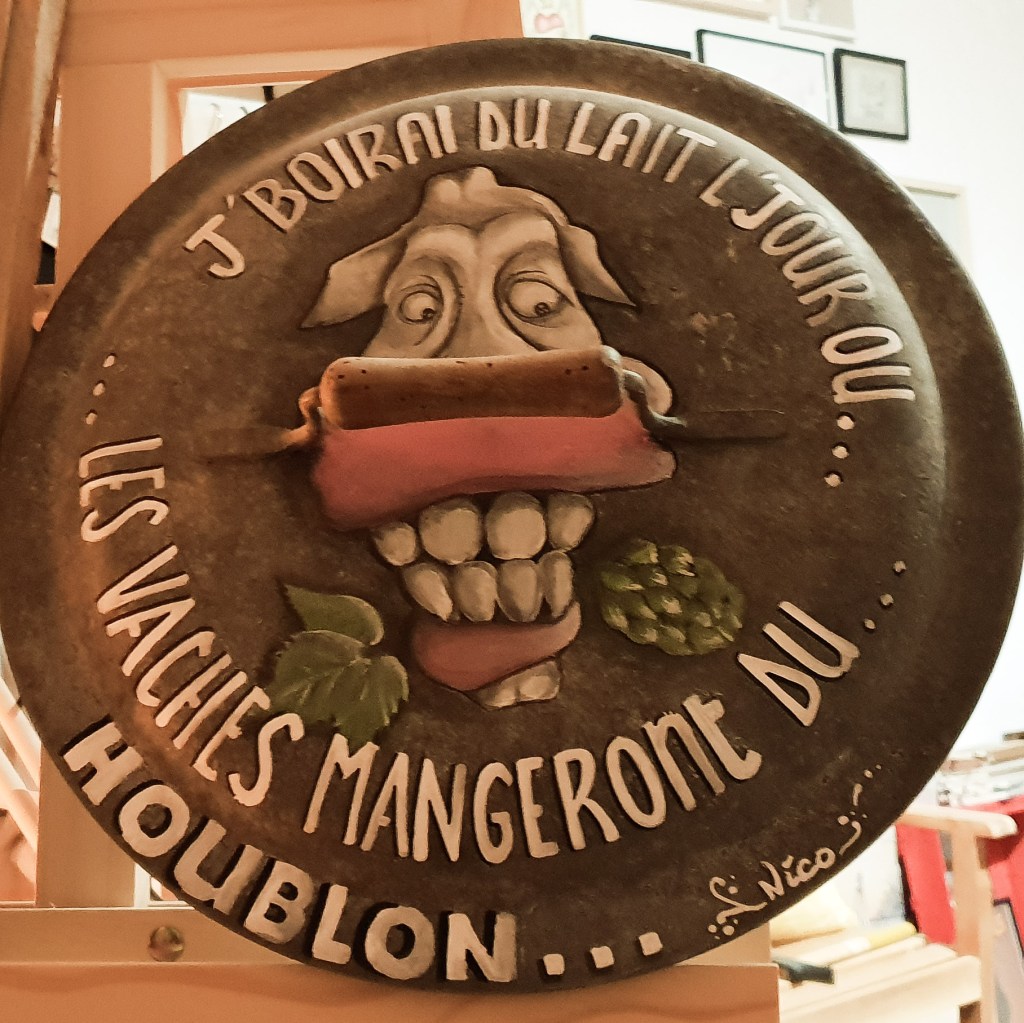 J'BOIRAI DU LAIT L'JOUR OU...
...LES VACHES MANGERONT DU...
HOUBLON...
Nico